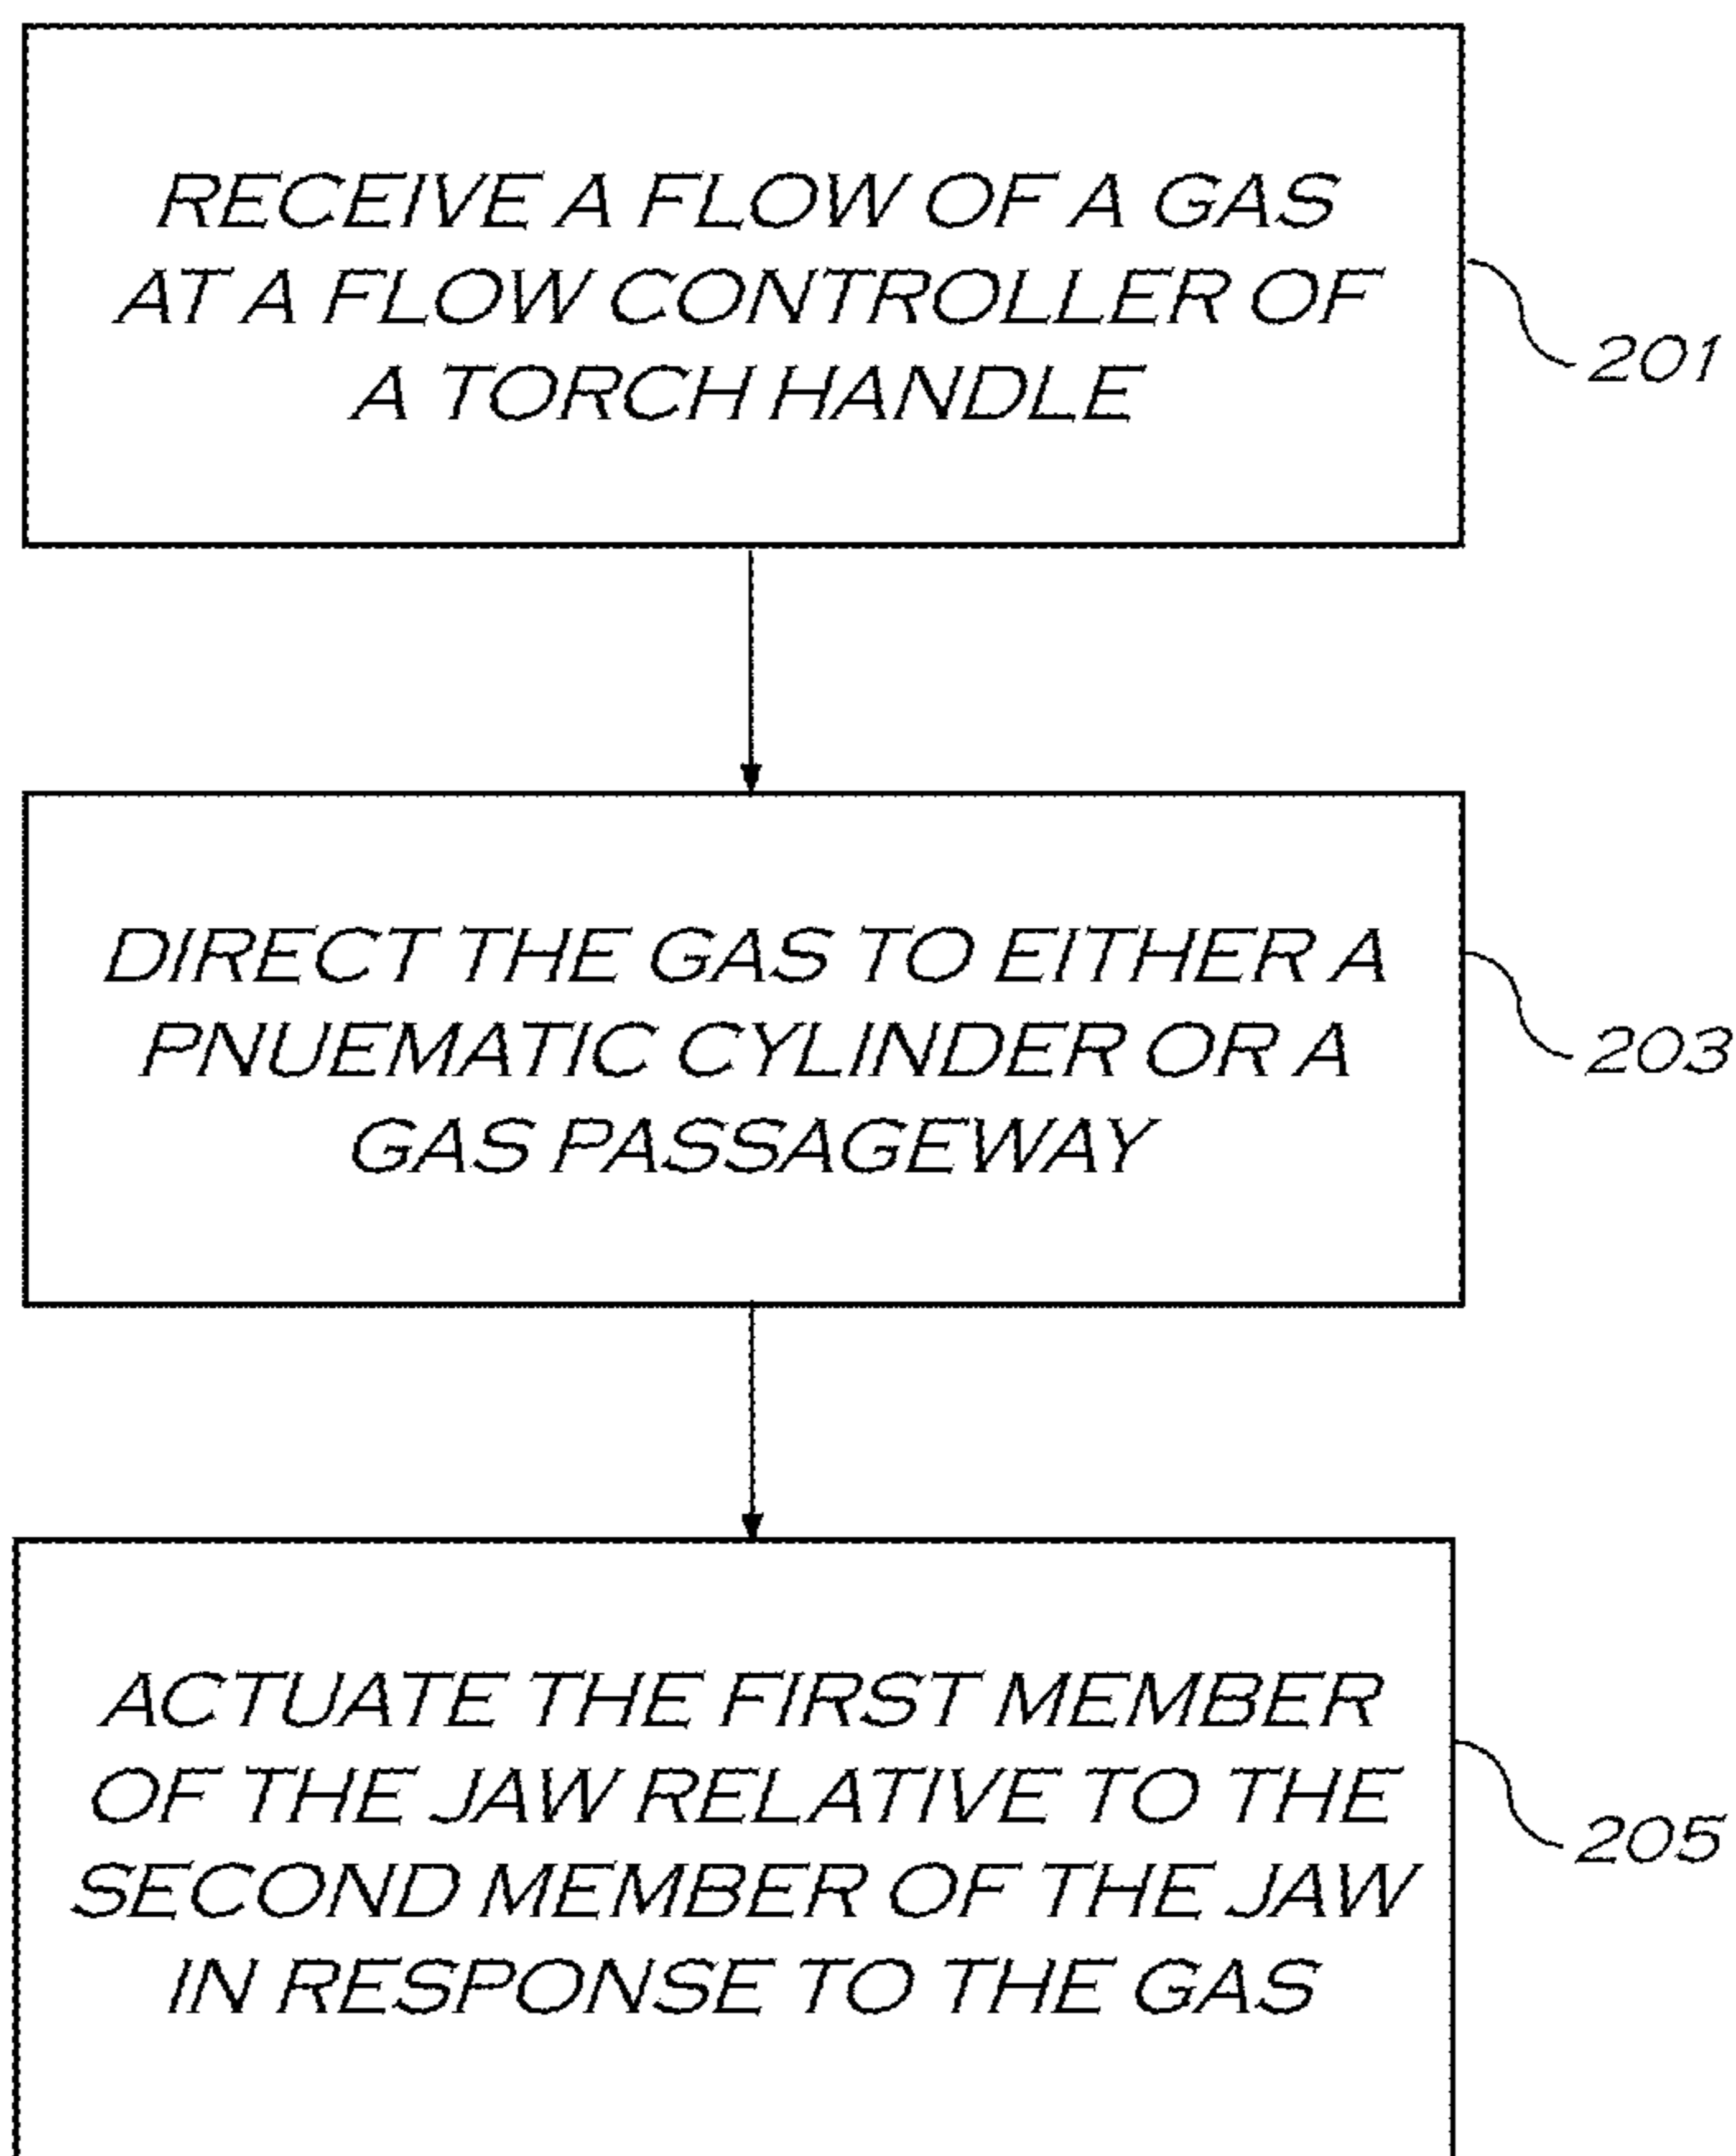 RECEIVE A FLOW OF A GAS
AT A FLOW CONTROLLER OF
A TORCH HANDLE
201
DIRECT THE GAS TO EITHER A
PNUEMATIC CYLINDER OR A
GAS PASSAGEWAY
203
ACTUATE THE FIRST MEMBER
OF THE JAW RELATIVE TO THE
SECOND MEMBER OF THE JAW
IN RESPONSE TO THE GAS
205